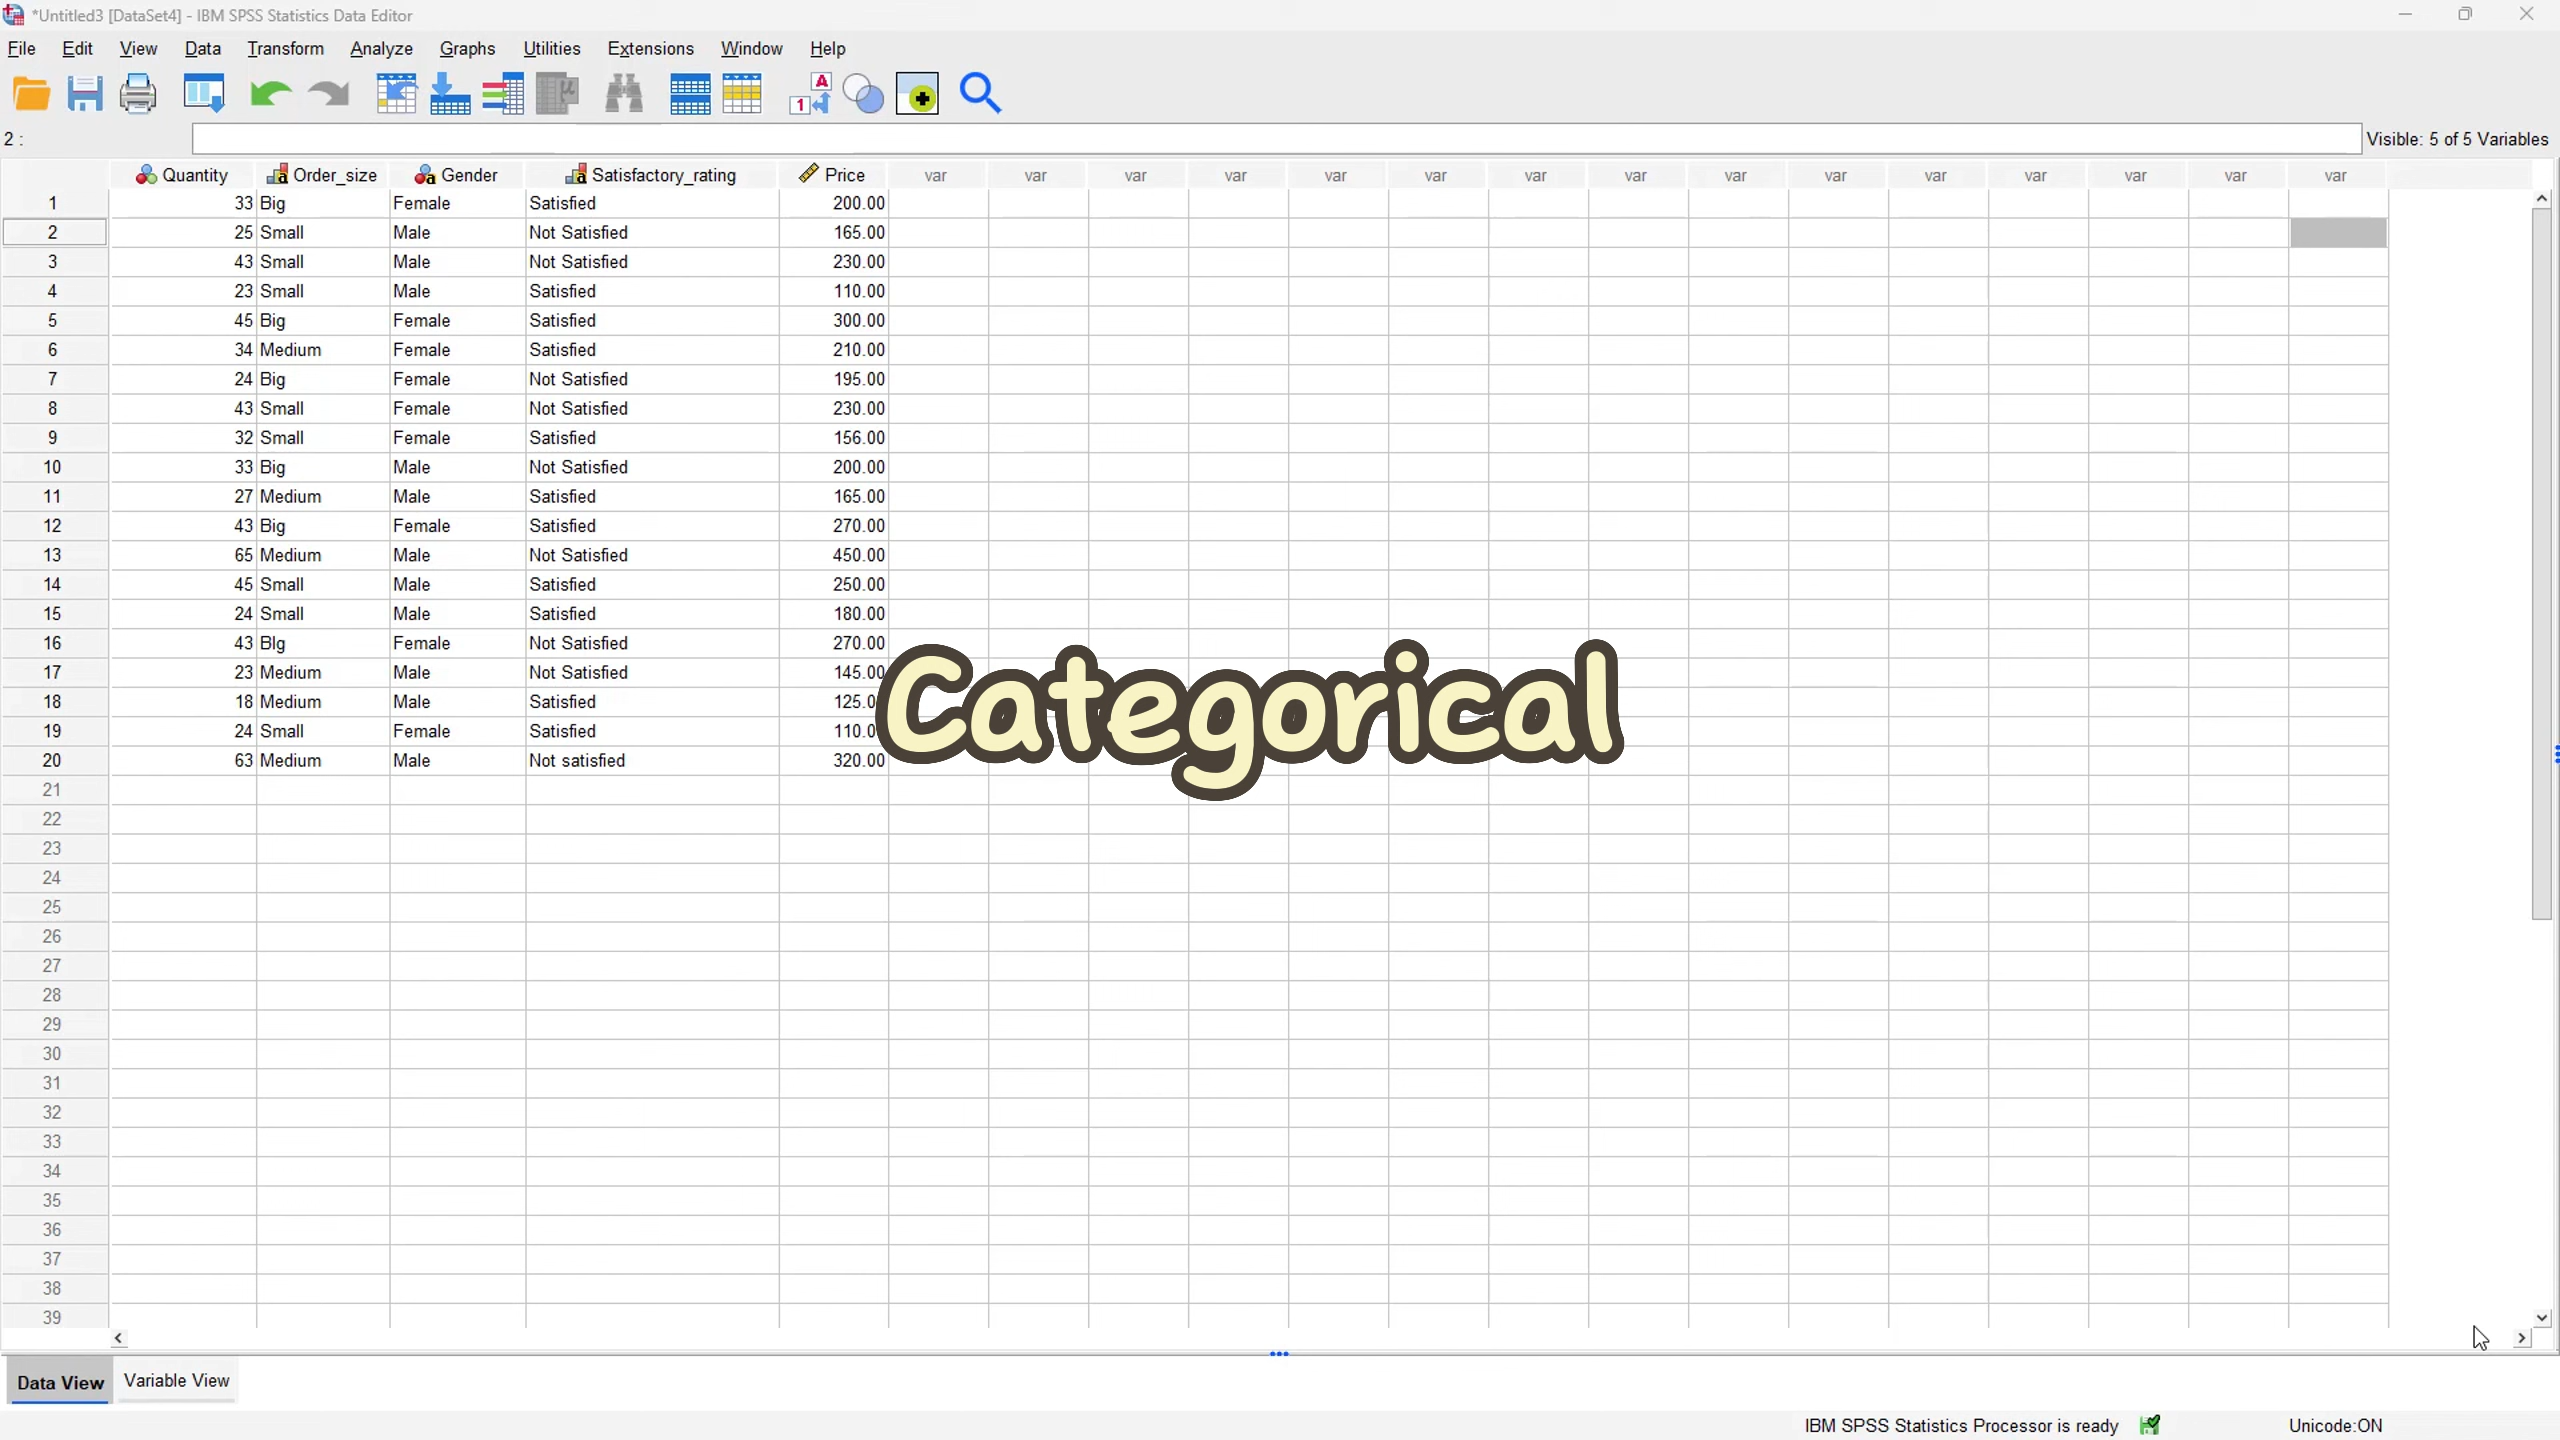 *Untitled3 [DataSet4] - IBM SPSS Statistics Data Editor
File Edit View Data Transform Analyze Graphs Utilities Extensions Window Help
2 : Visible: 5 of 5 Variables
Quantity Order_size Gender Satisfactory_rating Price var var var var var var var var var var var var var var var
1 33 Big Female Satisfied 200.00
2 25 Small Male Not Satisfied 165.00
3 43 Small Male Not Satisfied 230.00
4 23 Small Male Satisfied 110.00
5 45 Big Female Satisfied 300.00
6 34 Medium Female Satisfied 210.00
7 24 Big Female Not Satisfied 195.00
8 43 Small Female Not Satisfied 230.00
9 32 Small Female Satisfied 156.00
10 33 Big Male Not Satisfied 200.00
11 27 Medium Male Satisfied 165.00
12 43 Big Female Satisfied 270.00
13 65 Medium Male Not Satisfied 450.00
14 45 Small Male Satisfied 250.00
15 24 Small Male Satisfied 180.00
16 43 BIg Female Not Satisfied 270.00
17 23 Medium Male Not Satisfied 145.00
18 18 Medium Male Satisfied 125.0
Categorical
19 24 Small Female Satisfied 110.0
20 63 Medium Male Not satisfied 320.00
21
22
23
24
25
26
27
28
29
30
31
32
33
34
35
36
37
38
39
Data View Variable View
IBM SPSS Statistics Processor is ready Unicode:ON